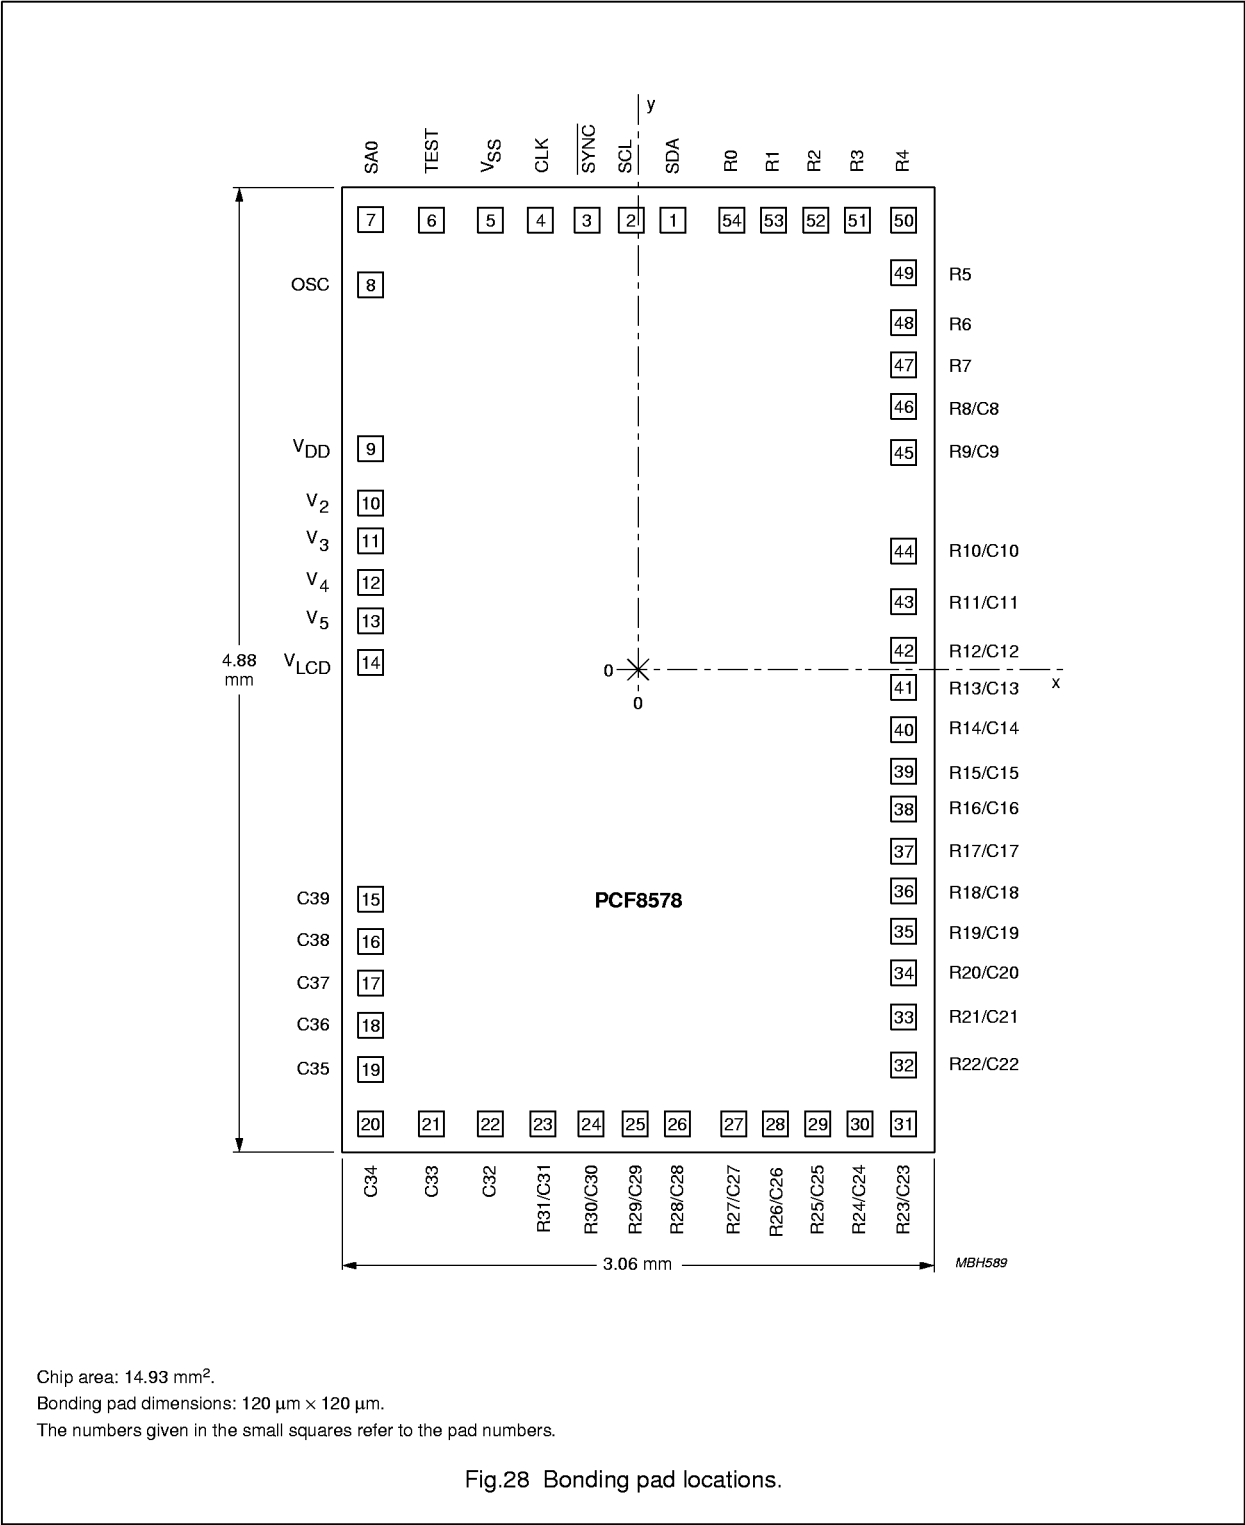 y
SA0 TEST VSS CLK SYNC SCL SDA R0 R1 R2 R3 R4
7 6 5 4 3 2 1 54 53 52 51 50
49 R5
OSC 8
48 R6
47 R7
46 R8/C8
VDD 9 45 R9/C9
V2 10
V3 11
44 R10/C10
V4 12
43 R11/C11
V5 13
42 R12/C12
4.88
mm
VLCD 14
0
x
41 R13/C13
0
40 R14/C14
39 R15/C15
38 R16/C16
37 R17/C17
36 R18/C18
C39 15 PCF8578
35 R19/C19
C38 16
34 R20/C20
C37 17
33 R21/C21
C36 18
32 R22/C22
C35 19
20 21 22 23 24 25 26 27 28 29 30 31
C34 C33 C32 R31/C31 R30/C30 R29/C29 R28/C28 R27/C27 R26/C26 R25/C25 R24/C24 R23/C23
3.06 mm
MBH589
Chip area: 14.93 mm2.
Bonding pad dimensions: 120 µm × 120 µm.
The numbers given in the small squares refer to the pad numbers.
Fig.28 Bonding pad locations.